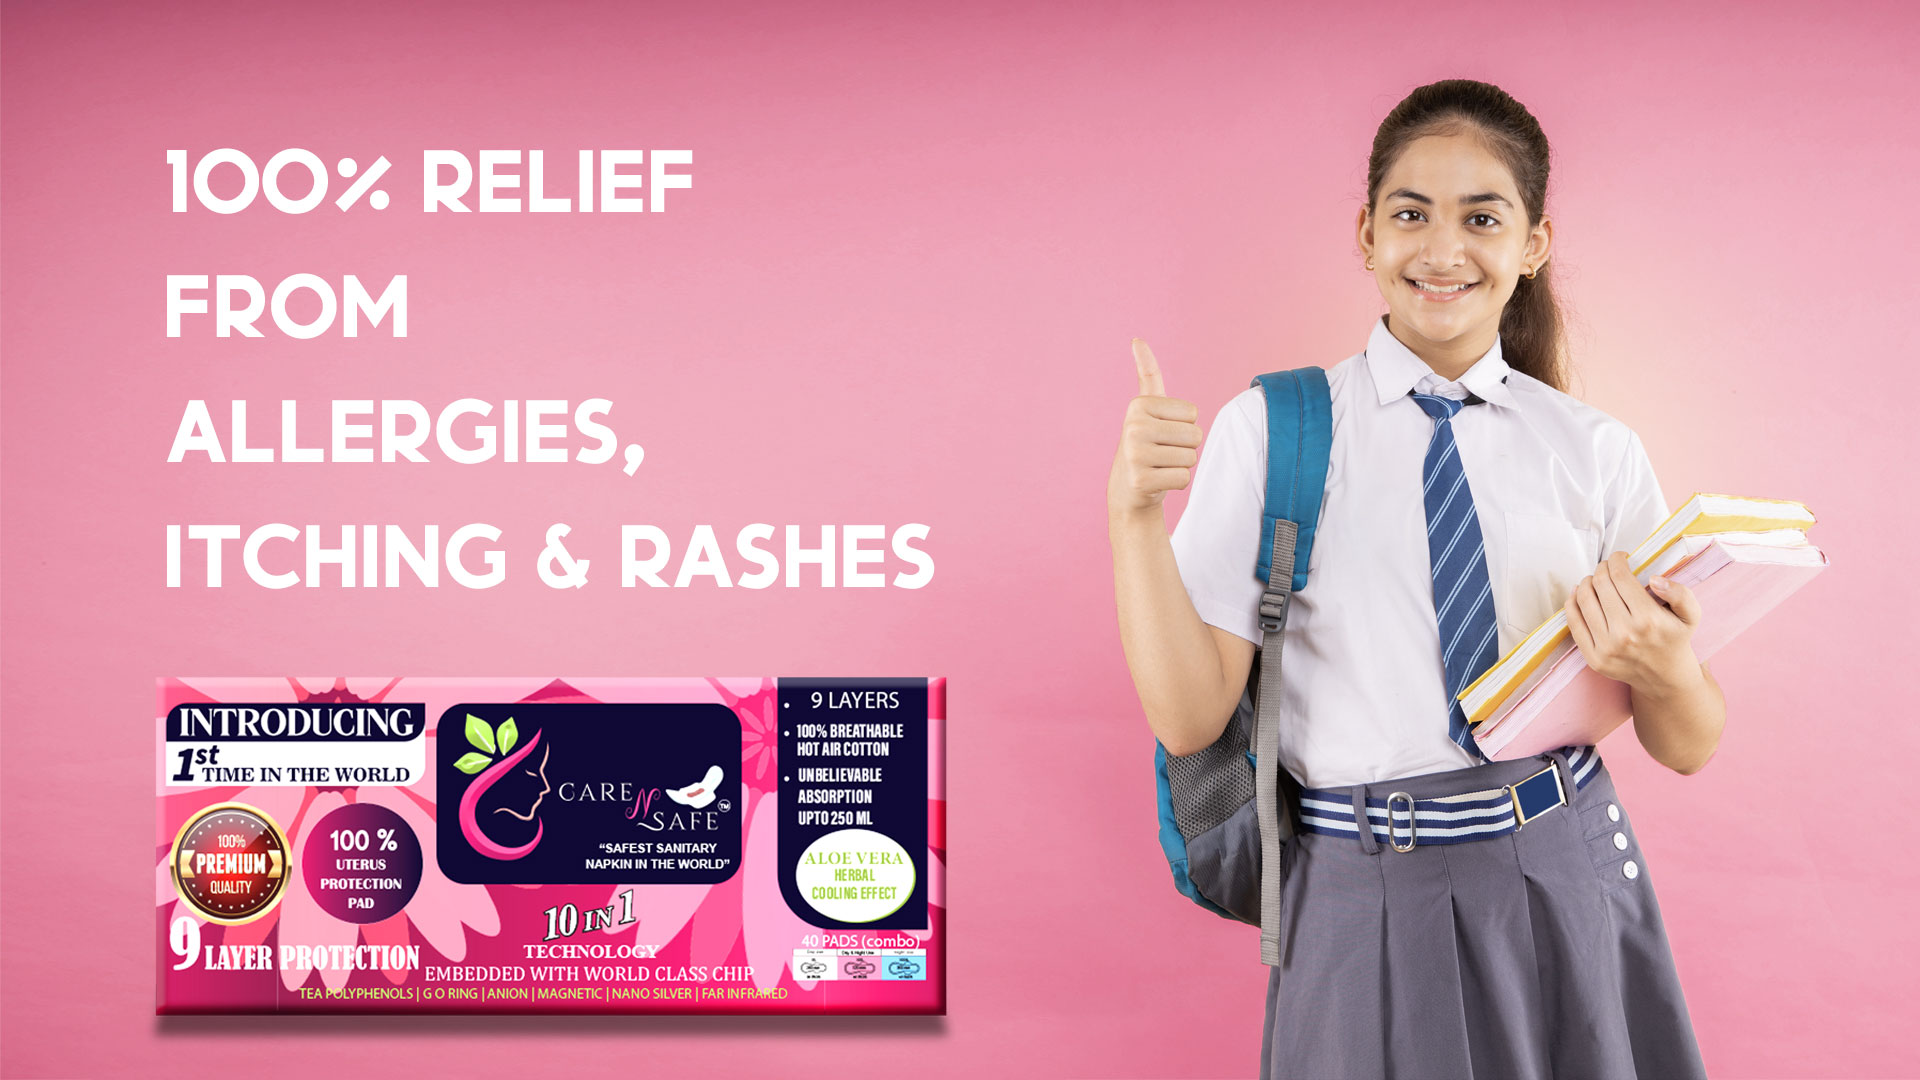 100% RELIEF
FROM
ALLERGIES,
ITCHING & RASHES
INTRODUCING
1st
TIME IN THE WORLD
100%
PREMIUM
QUALITY
100 %
UTERUS
PROTECTION
PAD
9 LAYER PROTECTION
CARE N SAFE ™
“SAFEST SANITARY
NAPKIN IN THE WORLD”
10 IN 1
TECHNOLOGY
EMBEDDED WITH WORLD CLASS CHIP
TEA POLYPHENOLS | G O RING | ANION | MAGNETIC | NANO SILVER | FAR INFRARED
• 9 LAYERS
• 100% BREATHABLE
HOT AIR COTTON
• UNBELIEVABLE
ABSORPTION
UPTO 250 ML
ALOE VERA
HERBAL
COOLING EFFECT
40 PADS (combo)
Day & Night Use